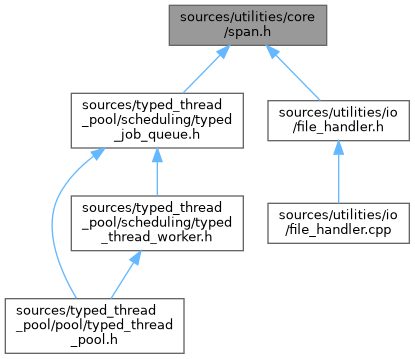 sources/utilities/core
/span.h
sources/typed_thread
_pool/scheduling/typed
_job_queue.h
sources/utilities/io
/file_handler.h
sources/typed_thread
_pool/scheduling/typed
_thread_worker.h
sources/utilities/io
/file_handler.cpp
sources/typed_thread
_pool/pool/typed_thread
_pool.h